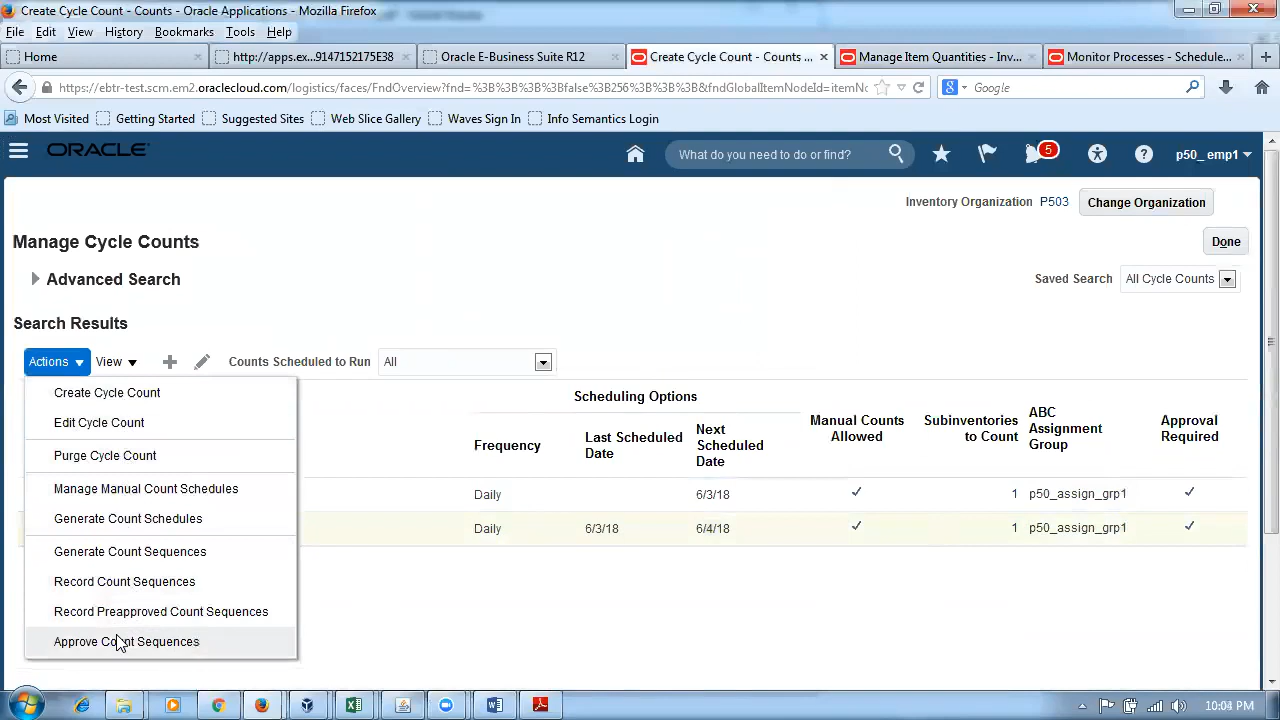 Create Cycle Count - Counts - Oracle Applications - Mozilla Firefox
File Edit View History Bookmarks Tools Help
Home http://apps.ex...9147152175E38 Oracle E-Business Suite R12 Create Cycle Count - Counts ... Manage Item Quantities - Inv... Monitor Processes - Schedule...
https://ebtr-test.scm.em2.oraclecloud.com/logistics/faces/FndOverview?fnd=%3B%3B%3B%3Bfalse%3B256%3B%3B%3B&fndGlobalItemNodeId=itemNo Google
Most Visited Getting Started Suggested Sites Web Slice Gallery Waves Sign In Info Semantics Location
ORACLE What do you need to do or find? 5 p50_ emp1
Inventory Organization P503 Change Organization
Manage Cycle Counts Done
Advanced Search Saved Search All Cycle Counts
Search Results
Actions View Counts Scheduled to Run All
Create Cycle Count
Edit Cycle Count
Purge Cycle Count
Manage Manual Count Schedules
Generate Count Schedules
Generate Count Sequences
Record Count Sequences
Record Preapproved Count Sequences
Approve Count Sequences
Scheduling Options
Frequency Last Scheduled Date Next Scheduled Date Manual Counts Allowed Subinventories to Count ABC Assignment Group Approval Required
Daily 6/3/18 1 p50_assign_grp1
Daily 6/3/18 6/4/18 1 p50_assign_grp1
10:04 PM